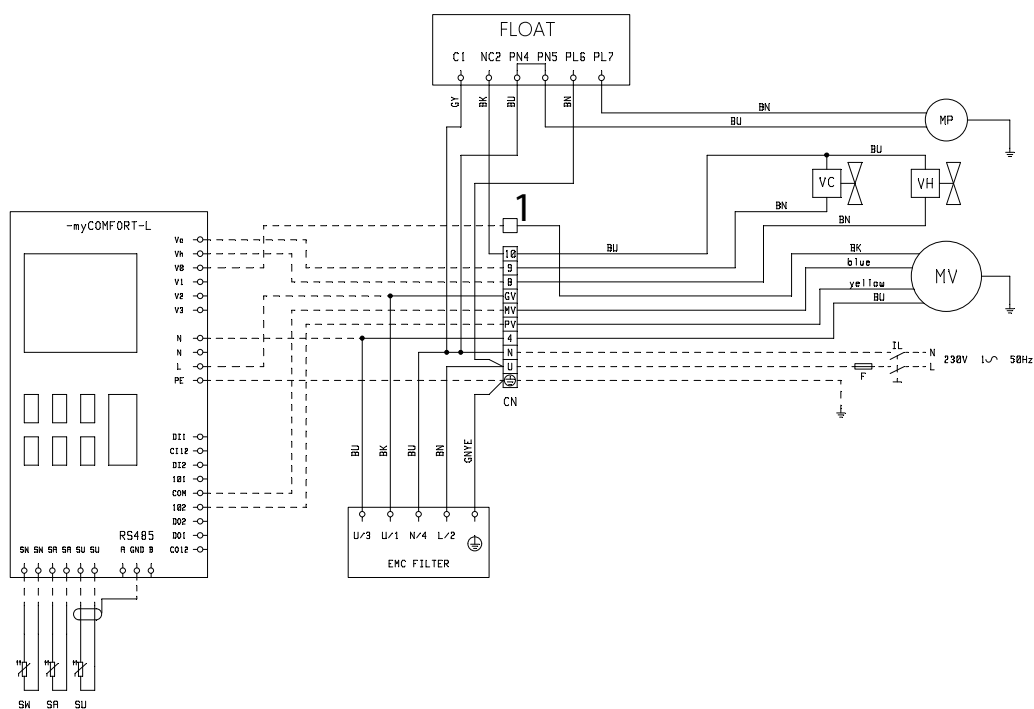 FLOAT
C1 NC2 PN4 PN5 PL6 PL7
GY BK BU BN
BN
BU
MP
BU
VC VH
BN
BN
1
-myCOMFORT-L
Vo
Vh
V0
V1
V2
V3
N
N
L
PE
DI1
CI12
DI2
101
COM
102
DO2
DO1
CO12
10
9
8
GV
MV
PV
4
N
U
CN
BU
BK
blue
yellow
BU
MV
IL
N
L
F
230V 1~ 50Hz
BU BK BN GNYE
U/3 U/1 N/4 L/2
EMC FILTER
RS485
SW SW SA SA SU SU A GND B
SW SA SU